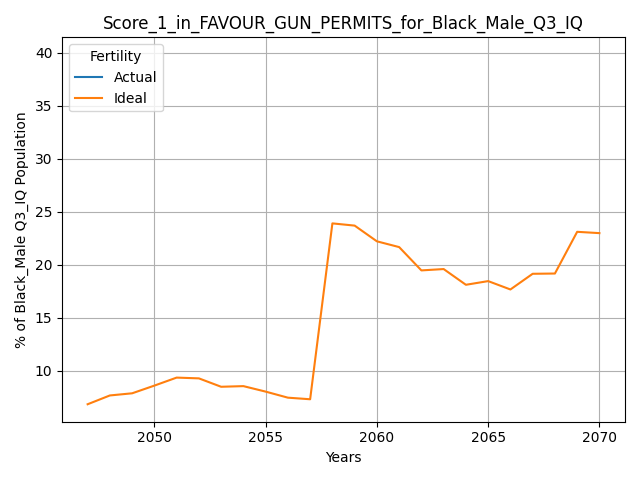 Score_1_in_FAVOUR_GUN_PERMITS_for_Black_Male_Q3_IQ
Fertility
Actual
Ideal
% of Black_Male Q3_IQ Population
40
35
30
25
20
15
10
2050 2055 2060 2065 2070
Years